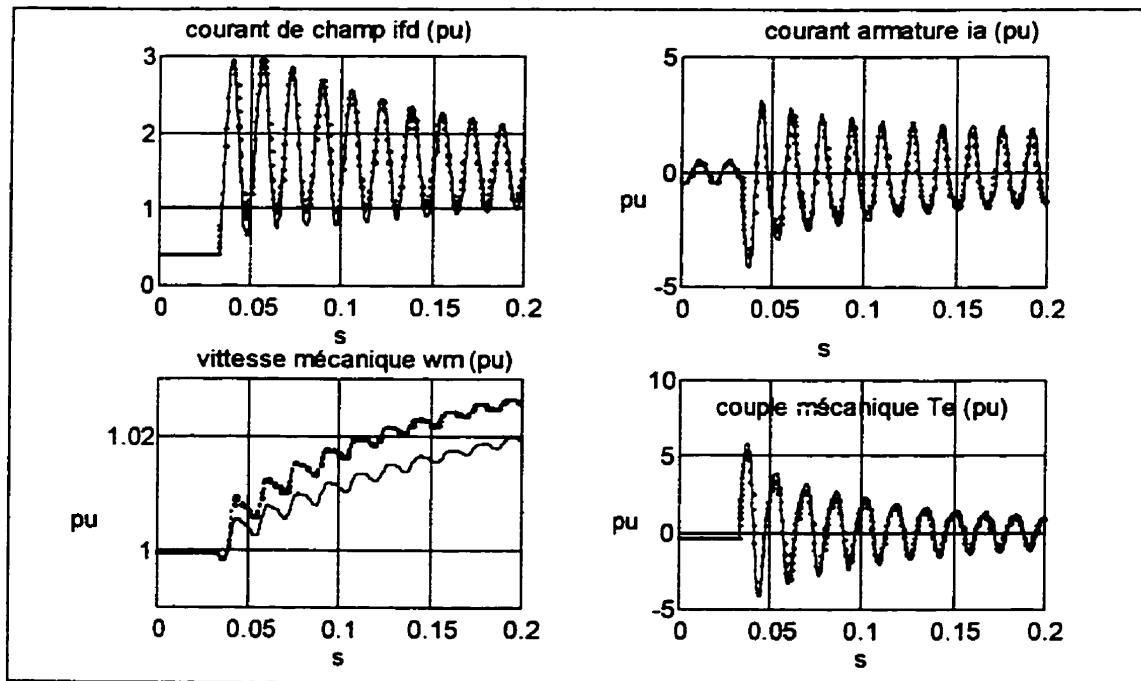 courant de champ ifd (pu)
3
2
1
0
0 0.05 0.1 0.15 0.2
s
courant armature ia (pu)
5
0
pu
-5
0 0.05 0.1 0.15 0.2
s
vittesse mécanique wm (pu)
1.02
pu
1
0 0.05 0.1 0.15 0.2
s
10
couple mécanique Te (pu)
5
pu
0
-5
0 0.05 0.1 0.15 0.2
s